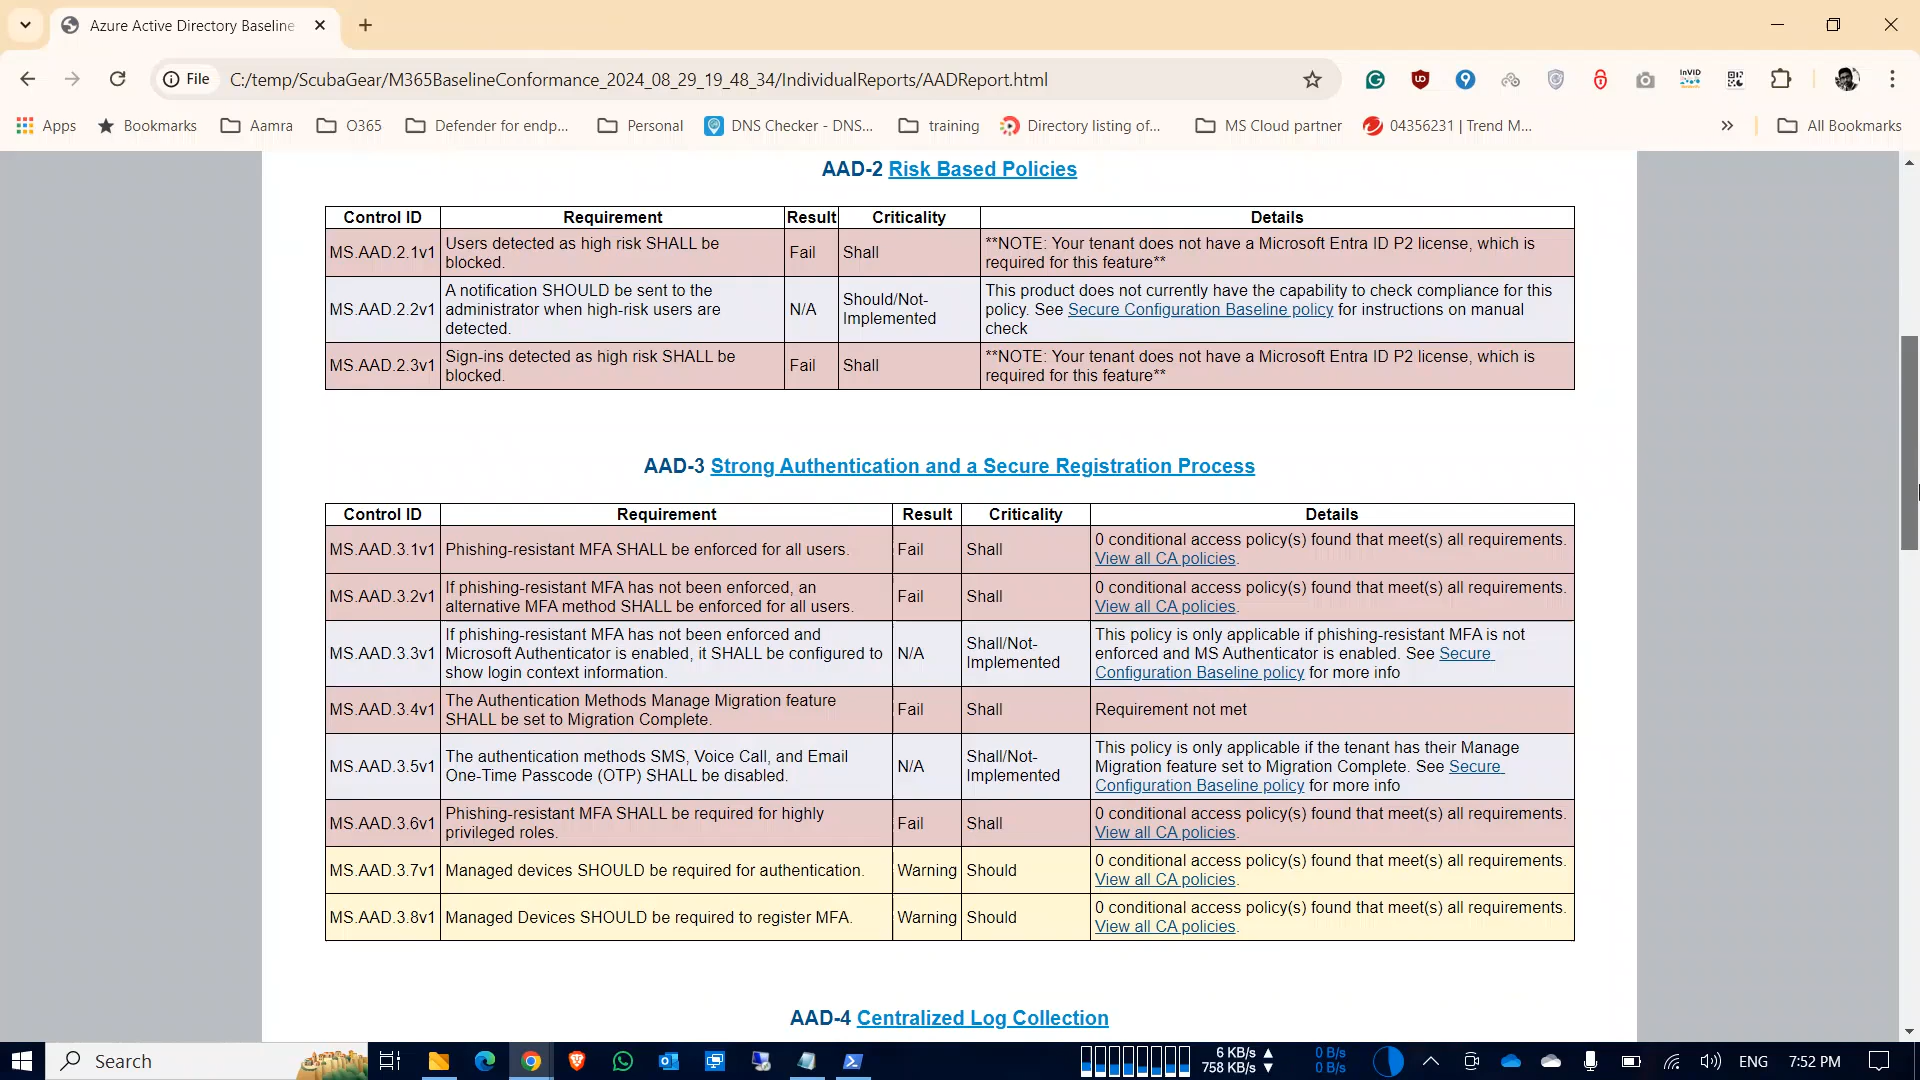 Azure Active Directory Baseline
File
C:/temp/ScubaGear/M365BaselineConformance_2024_08_29_19_48_34/IndividualReports/AADReport.html
Apps
Bookmarks
Aamra
O365
Defender for endp...
Personal
DNS Checker - DNS...
training
Directory listing of...
MS Cloud partner
04356231 | Trend M...
All Bookmarks
AAD-2 Risk Based Policies
Control ID Requirement Result Criticality Details
MS.AAD.2.1v1
Users detected as high risk SHALL be
blocked.
Fail
Shall
**NOTE: Your tenant does not have a Microsoft Entra ID P2 license, which is
required for this feature**
MS.AAD.2.2v1
A notification SHOULD be sent to the
administrator when high-risk users are
detected.
N/A
Should/Not-
Implemented
This product does not currently have the capability to check compliance for this
policy. See Secure Configuration Baseline policy for instructions on manual
check
MS.AAD.2.3v1
Sign-ins detected as high risk SHALL be
blocked.
Fail
Shall
**NOTE: Your tenant does not have a Microsoft Entra ID P2 license, which is
required for this feature**
AAD-3 Strong Authentication and a Secure Registration Process
Control ID Requirement Result Criticality Details
MS.AAD.3.1v1
Phishing-resistant MFA SHALL be enforced for all users.
Fail
Shall
0 conditional access policy(s) found that meet(s) all requirements.
View all CA policies.
MS.AAD.3.2v1
If phishing-resistant MFA has not been enforced, an
alternative MFA method SHALL be enforced for all users.
Fail
Shall
0 conditional access policy(s) found that meet(s) all requirements.
View all CA policies.
MS.AAD.3.3v1
If phishing-resistant MFA has not been enforced and
Microsoft Authenticator is enabled, it SHALL be configured to
show login context information.
N/A
Shall/Not-
Implemented
This policy is only applicable if phishing-resistant MFA is not
enforced and MS Authenticator is enabled. See Secure
Configuration Baseline policy for more info
MS.AAD.3.4v1
The Authentication Methods Manage Migration feature
SHALL be set to Migration Complete.
Fail
Shall
Requirement not met
MS.AAD.3.5v1
The authentication methods SMS, Voice Call, and Email
One-Time Passcode (OTP) SHALL be disabled.
N/A
Shall/Not-
Implemented
This policy is only applicable if the tenant has their Manage
Migration feature set to Migration Complete. See Secure
Configuration Baseline policy for more info
MS.AAD.3.6v1
Phishing-resistant MFA SHALL be required for highly
privileged roles.
Fail
Shall
0 conditional access policy(s) found that meet(s) all requirements.
View all CA policies.
MS.AAD.3.7v1
Managed devices SHOULD be required for authentication.
Warning
Should
0 conditional access policy(s) found that meet(s) all requirements.
View all CA policies.
MS.AAD.3.8v1
Managed Devices SHOULD be required to register MFA.
Warning
Should
0 conditional access policy(s) found that meet(s) all requirements.
View all CA policies.
AAD-4 Centralized Log Collection
Search
6 KB/s
758 KB/s
0 B/s
0 B/s
ENG
7:52 PM